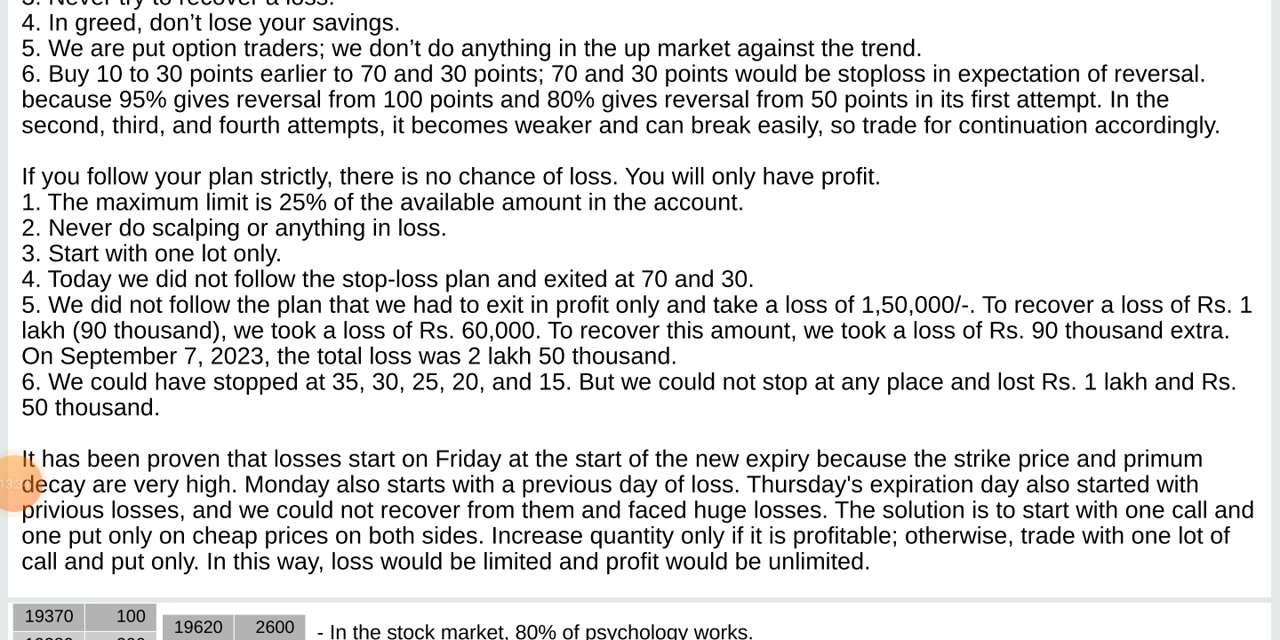 3. Never try to recover a loss.
4. In greed, don’t lose your savings.
5. We are put option traders; we don’t do anything in the up market against the trend.
6. Buy 10 to 30 points earlier to 70 and 30 points; 70 and 30 points would be stoploss in expectation of reversal.
because 95% gives reversal from 100 points and 80% gives reversal from 50 points in its first attempt. In the
second, third, and fourth attempts, it becomes weaker and can break easily, so trade for continuation accordingly.
If you follow your plan strictly, there is no chance of loss. You will only have profit.
1. The maximum limit is 25% of the available amount in the account.
2. Never do scalping or anything in loss.
3. Start with one lot only.
4. Today we did not follow the stop-loss plan and exited at 70 and 30.
5. We did not follow the plan that we had to exit in profit only and take a loss of 1,50,000/-. To recover a loss of Rs. 1
lakh (90 thousand), we took a loss of Rs. 60,000. To recover this amount, we took a loss of Rs. 90 thousand extra.
On September 7, 2023, the total loss was 2 lakh 50 thousand.
6. We could have stopped at 35, 30, 25, 20, and 15. But we could not stop at any place and lost Rs. 1 lakh and Rs.
50 thousand.
It has been proven that losses start on Friday at the start of the new expiry because the strike price and primum
decay are very high. Monday also starts with a previous day of loss. Thursday's expiration day also started with
privious losses, and we could not recover from them and faced huge losses. The solution is to start with one call and
one put only on cheap prices on both sides. Increase quantity only if it is profitable; otherwise, trade with one lot of
call and put only. In this way, loss would be limited and profit would be unlimited.
19370 100
19620 2600 - In the stock market, 80% of psychology works.